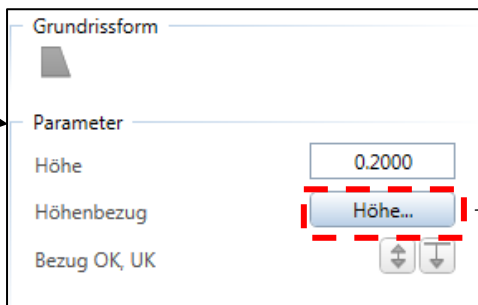 Grundrissform
Parameter
Höhe 0.2000
Höhenbezug Höhe...
Bezug OK, UK